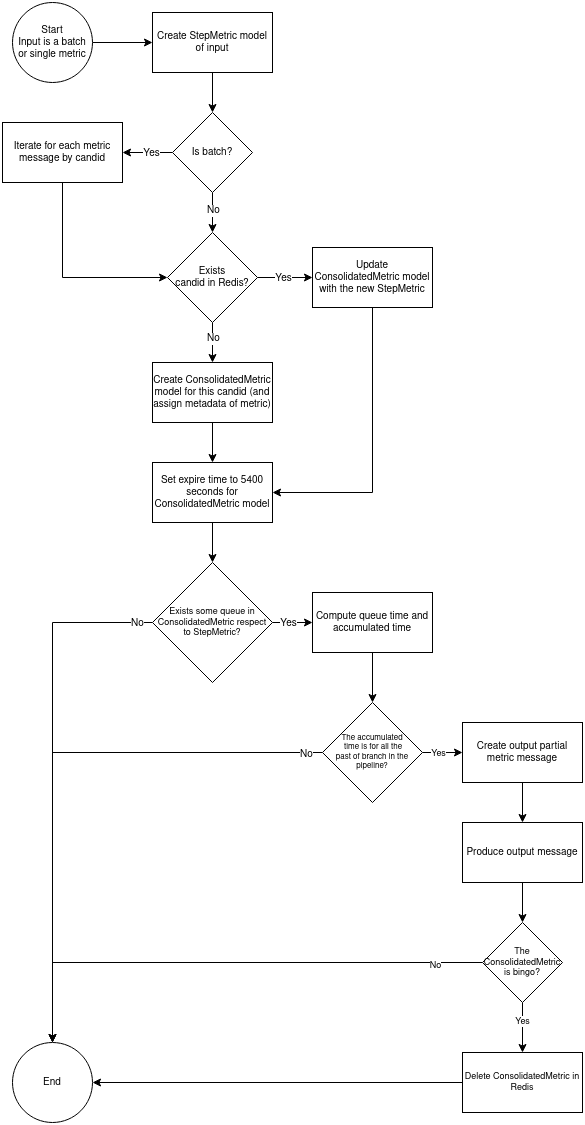 Start
Input is a batch
or single metric
Create StepMetric model
of input
Is batch?
Yes
Iterate for each metric
message by candid
No
Exists
candid in Redis?
Yes
Update
ConsolidatedMetric model
with the new StepMetric
No
Create ConsolidatedMetric
model for this candid (and
assign metadata of metric)
Set expire time to 5400
seconds for
ConsolidatedMetric model
Exists some queue in
ConsolidatedMetric respect
to StepMetric?
No
Yes
Compute queue time and
accumulated time
The accumulated
time is for all the
past of branch in the
pipeline?
No
Yes
Create output partial
metric message
Produce output message
The
ConsolidatedMetric
is bingo?
No
Yes
Delete ConsolidatedMetric in
Redis
End